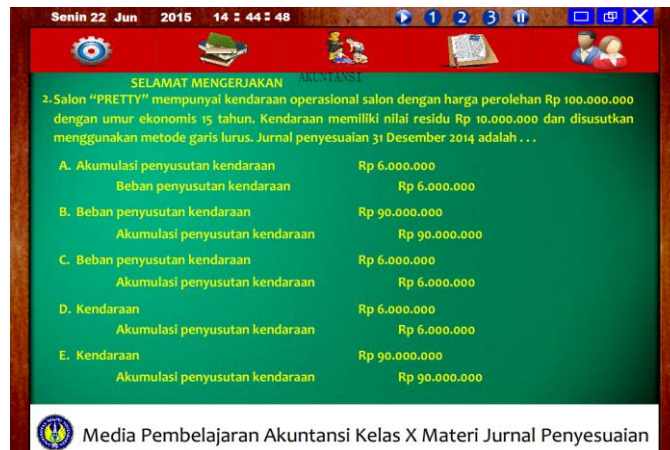 Senin 22 Jun 2015 14 : 44 : 48
1 2 3
SELAMAT MENGERJAKAN
AKUNTANSI
2. Salon “PRETTY” mempunyai kendaraan operasional salon dengan harga perolehan Rp 100.000.000
dengan umur ekonomis 15 tahun. Kendaraan memiliki nilai residu Rp 10.000.000 dan disusutkan
menggunakan metode garis lurus. Jurnal penyesuaian 31 Desember 2014 adalah . . .
A. Akumulasi penyusutan kendaraan Rp 6.000.000
Beban penyusutan kendaraan Rp 6.000.000
B. Beban penyusutan kendaraan Rp 90.000.000
Akumulasi penyusutan kendaraan Rp 90.000.000
C. Beban penyusutan kendaraan Rp 6.000.000
Akumulasi penyusutan kendaraan Rp 6.000.000
D. Kendaraan Rp 6.000.000
Akumulasi penyusutan kendaraan Rp 6.000.000
E. Kendaraan Rp 90.000.000
Akumulasi penyusutan kendaraan Rp 90.000.000
Media Pembelajaran Akuntansi Kelas X Materi Jurnal Penyesuaian